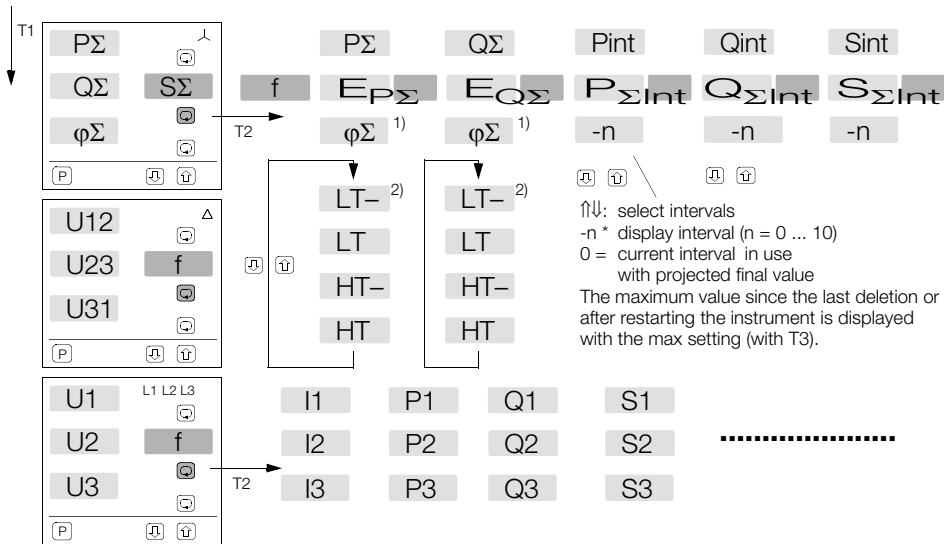 T1
PΣ PΣ QΣ Pint Qint Sint
QΣ SΣ f EPΣ EQΣ PΣInt QΣInt SΣInt
T2
φΣ φΣ 1) φΣ 1) -n -n -n
P
LT– 2) LT– 2)
LT LT
HT– HT–
HT HT
⇑⇓: select intervals
-n * display interval (n = 0 ... 10)
0 = current interval in use
with projected final value
The maximum value since the last deletion or
after restarting the instrument is displayed
with the max setting (with T3).
U12
U23 f
U31
P
U1 L1 L2 L3 I1 P1 Q1 S1
U2 f I2 P2 Q2 S2 ......................
T2
U3 I3 P3 Q3 S3
P